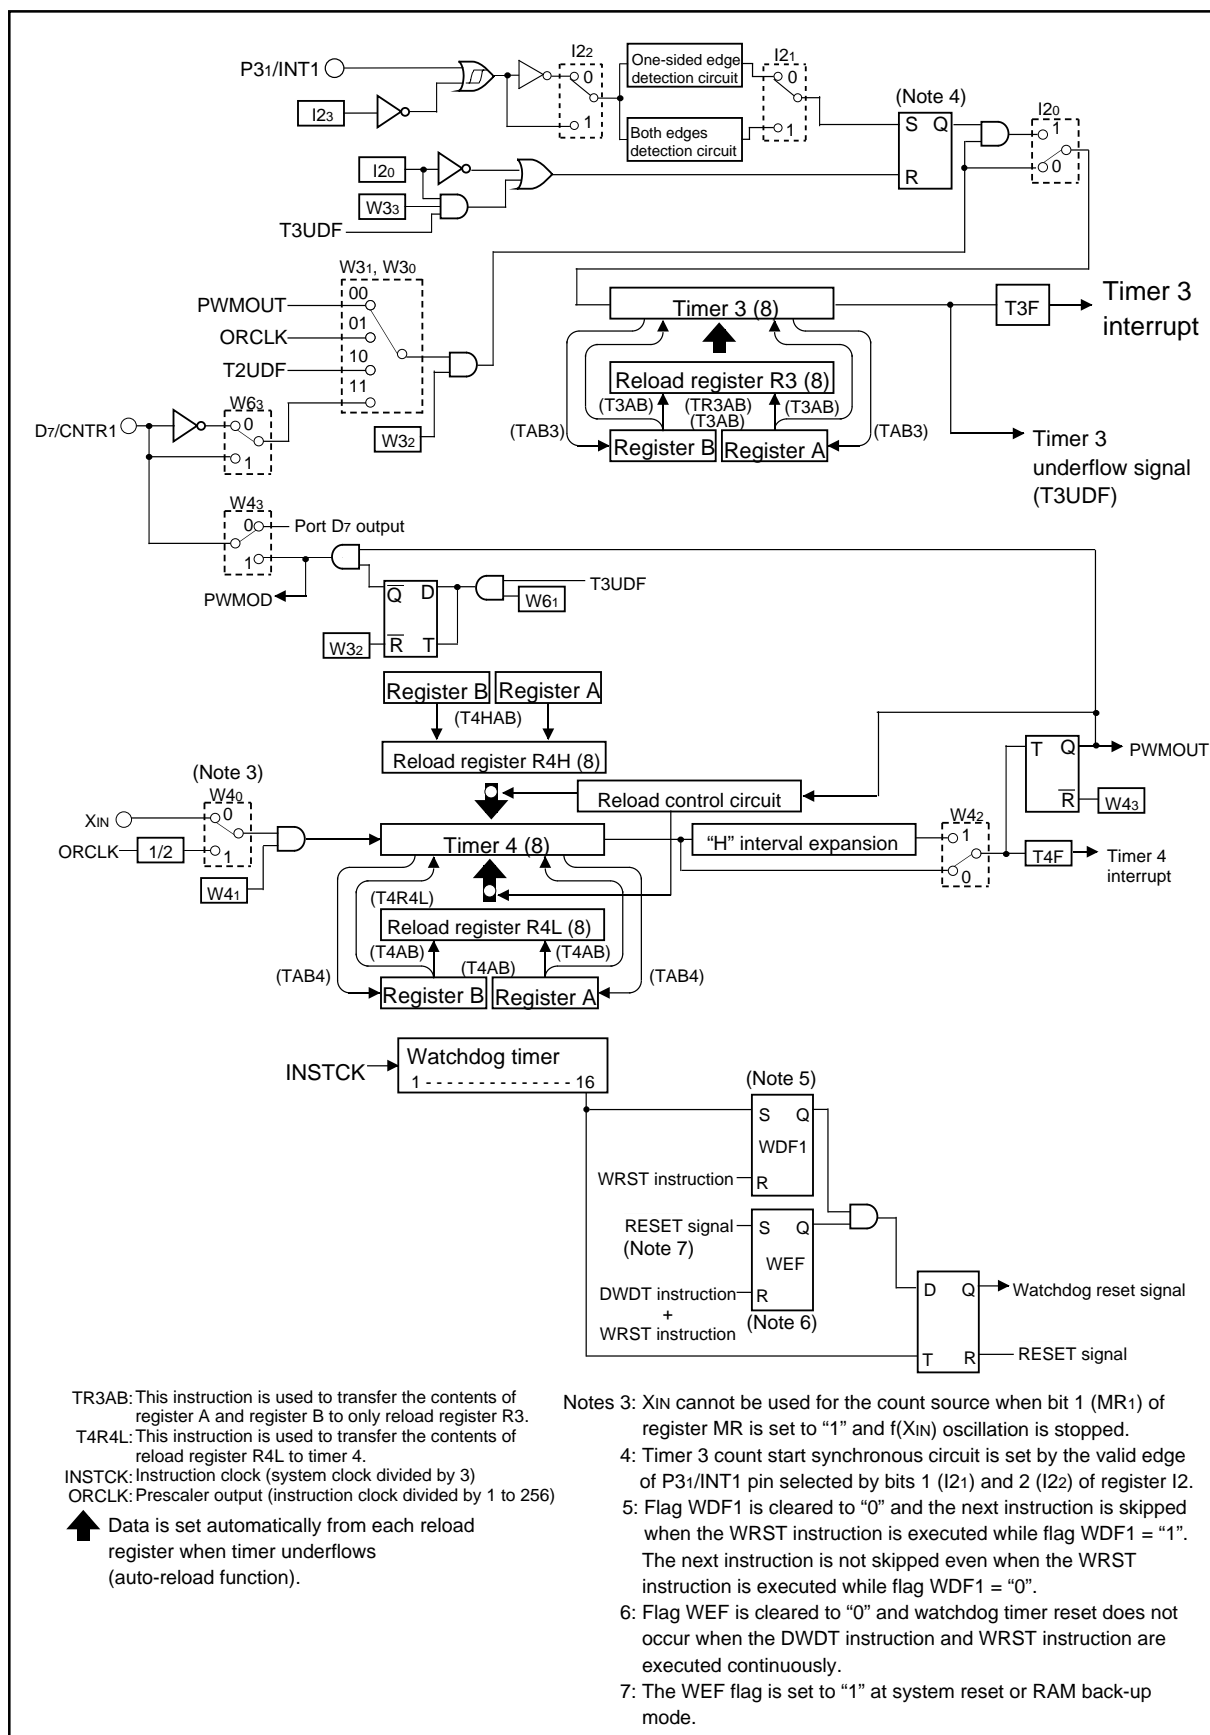 P31/INT1
I23
I22
0
1
One-sided edge
detection circuit
Both edges
detection circuit
I21
0
1
(Note 4)
S Q
R
I20
1
0
I20
W33
T3UDF
W31, W30
PWMOUT
00
ORCLK
01
T2UDF
10
11
W32
D7/CNTR1
W63
0
1
Timer 3 (8)
T3F
Timer 3
interrupt
Reload register R3 (8)
(T3AB)
(TR3AB)
(T3AB)
(T3AB)
(TAB3)
Register B
Register A
(TAB3)
Timer 3
underflow signal
(T3UDF)
W43
0
Port D7 output
1
PWMOD
Q D
R T
W32
T3UDF
W61
Register B
Register A
(T4HAB)
Reload register R4H (8)
T Q
R
PWMOUT
W43
(Note 3)
W40
XIN
0
ORCLK
1/2
1
W41
Reload control circuit
Timer 4 (8)
“H” interval expansion
W42
1
0
T4F
Timer 4
interrupt
(T4R4L)
Reload register R4L (8)
(T4AB)
(T4AB)
(T4AB)
(TAB4)
Register B
Register A
(TAB4)
INSTCK
Watchdog timer
1 - - - - - - - - - - - - - - - 16
(Note 5)
S Q
WDF1
R
WRST instruction
RESET signal
(Note 7)
S Q
WEF
R
DWDT instruction
+
WRST instruction
(Note 6)
D Q
T R
Watchdog reset signal
RESET signal
TR3AB: This instruction is used to transfer the contents of
register A and register B to only reload register R3.
T4R4L: This instruction is used to transfer the contents of
reload register R4L to timer 4.
INSTCK: Instruction clock (system clock divided by 3)
ORCLK: Prescaler output (instruction clock divided by 1 to 256)
Data is set automatically from each reload
register when timer underflows
(auto-reload function).
Notes 3: XIN cannot be used for the count source when bit 1 (MR1) of
register MR is set to “1” and f(XIN) oscillation is stopped.
4: Timer 3 count start synchronous circuit is set by the valid edge
of P31/INT1 pin selected by bits 1 (I21) and 2 (I22) of register I2.
5: Flag WDF1 is cleared to “0” and the next instruction is skipped
when the WRST instruction is executed while flag WDF1 = “1”.
The next instruction is not skipped even when the WRST
instruction is executed while flag WDF1 = “0”.
6: Flag WEF is cleared to “0” and watchdog timer reset does not
occur when the DWDT instruction and WRST instruction are
executed continuously.
7: The WEF flag is set to “1” at system reset or RAM back-up
mode.